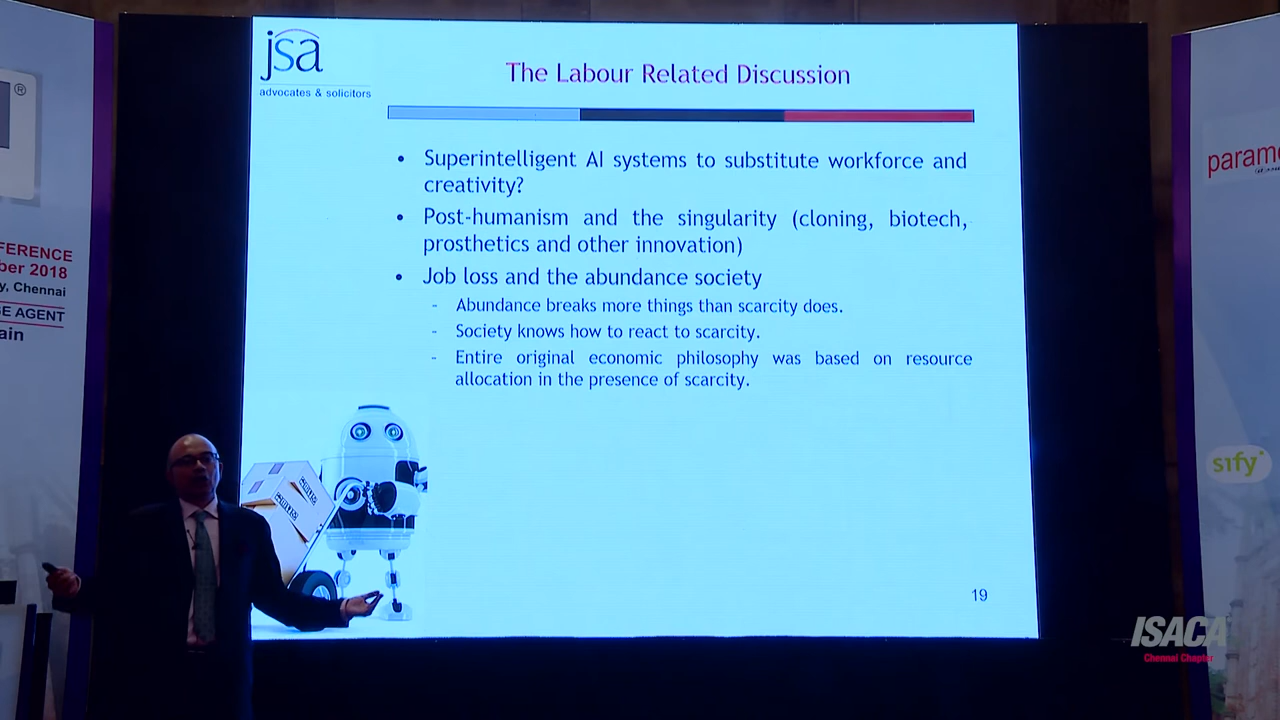 jsa
advocates & solicitors
The Labour Related Discussion
• Superintelligent AI systems to substitute workforce and
creativity?
• Post-humanism and the singularity (cloning, biotech,
prosthetics and other innovation)
• Job loss and the abundance society
- Abundance breaks more things than scarcity does.
- Society knows how to react to scarcity.
- Entire original economic philosophy was based on resource
allocation in the presence of scarcity.
19
®
FERENCE
ber 2018
y, Chennai
E AGENT
ain
param
sify
ISACA
Chennai Chapter